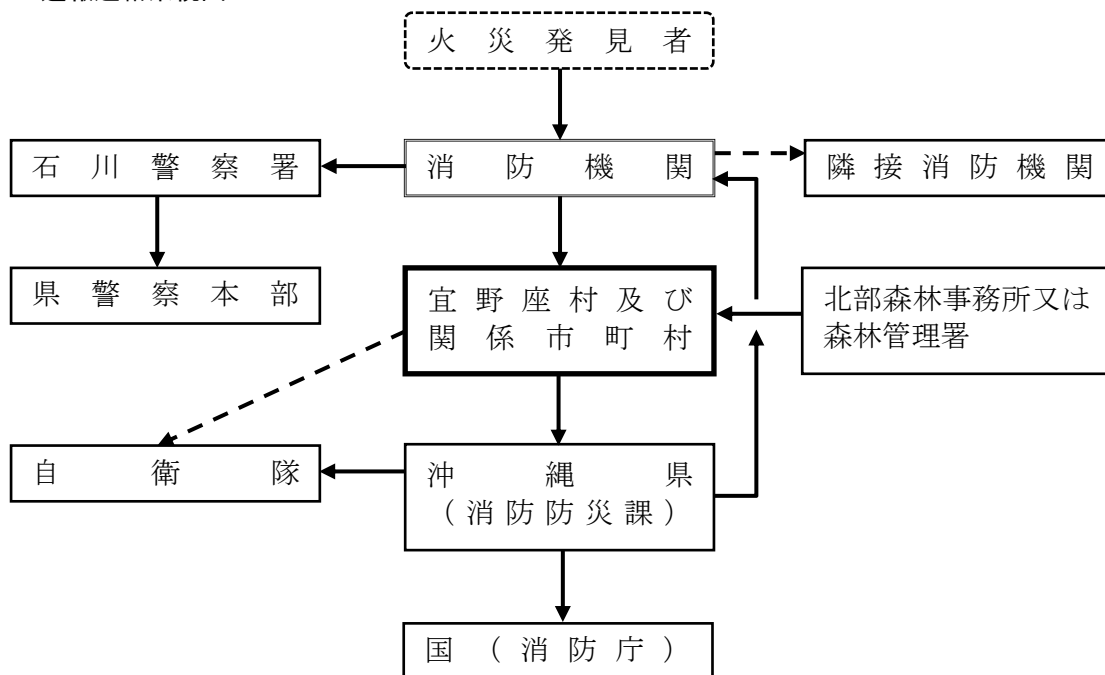 火災発見者
石川警察署
消防機関
隣接消防機関
県警察本部
宜野座村及び
関係市町村
北部森林事務所又は
森林管理署
自衛隊
沖縄県
(消防防災課)
国(消防庁)